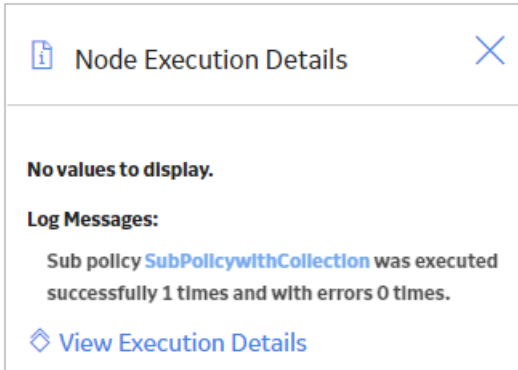 Node Execution Details
No values to display.
Log Messages:
Sub policy SubPolicywithCollection was executed
successfully 1 times and with errors 0 times.
View Execution Details